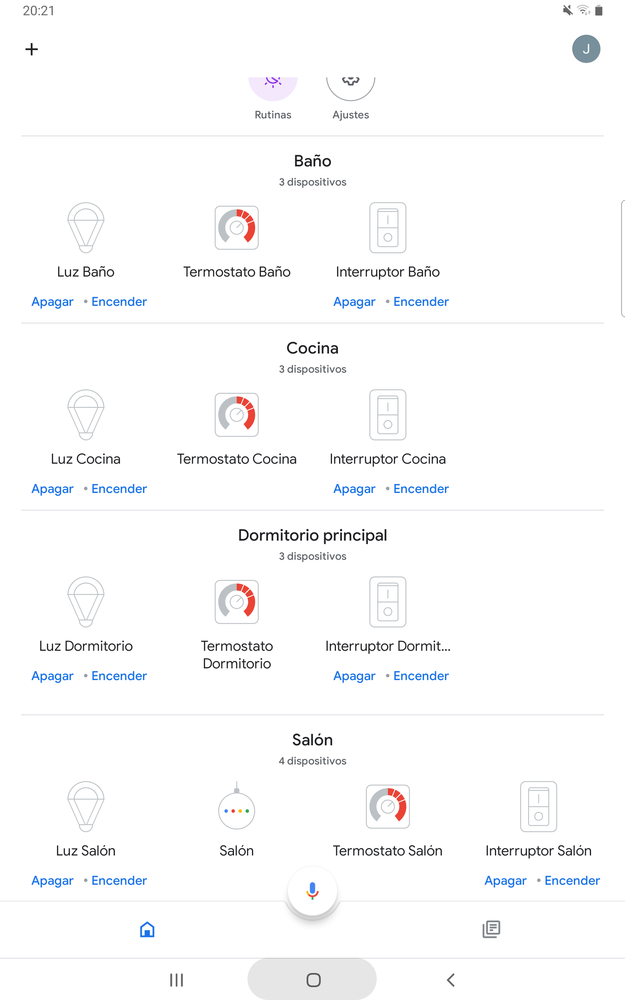 20:21
J
Rutinas Ajustes
Baño
3 dispositivos
Luz Baño Termostato Baño Interruptor Baño
Apagar • Encender Apagar • Encender
Cocina
3 dispositivos
Luz Cocina Termostato Cocina Interruptor Cocina
Apagar • Encender Apagar • Encender
Dormitorio principal
3 dispositivos
Luz Dormitorio Termostato Interruptor Dormit...
Dormitorio
Apagar • Encender Apagar • Encender
Salón
4 dispositivos
Luz Salón Salón Termostato Salón Interruptor Salón
Apagar • Encender Apagar • Encender